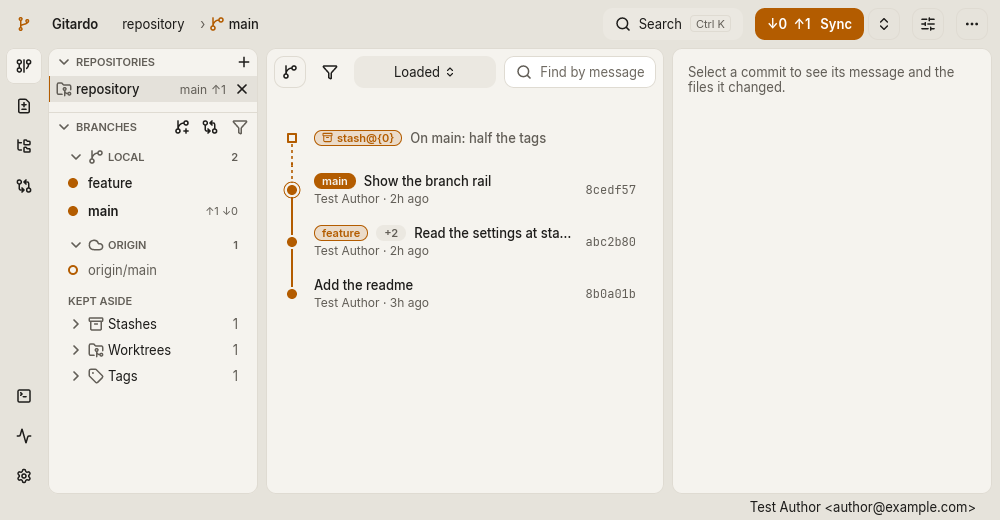 Gitardo
repository
main
Search
Ctrl K
↓0 ↑1 Sync
REPOSITORIES
repository
main ↑1
BRANCHES
LOCAL
2
feature
main
↑1 ↓0
ORIGIN
1
origin/main
KEPT ASIDE
Stashes
1
Worktrees
1
Tags
1
Loaded
Find by message
stash@{0}
On main: half the tags
main
Show the branch rail
Test Author · 2h ago
8cedf57
feature
+2
Read the settings at sta...
Test Author · 2h ago
abc2b80
Add the readme
Test Author · 3h ago
8b0a01b
Select a commit to see its message and the
files it changed.
Test Author <author@example.com>